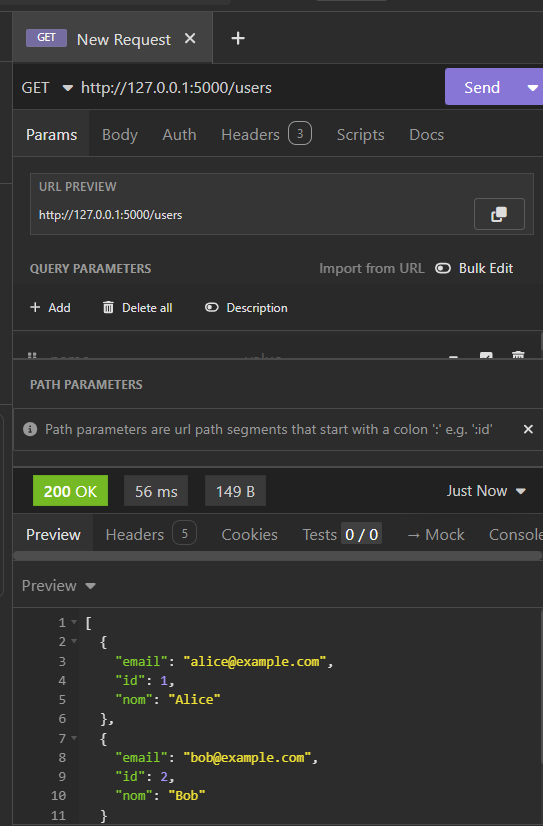 GET New Request
GET http://127.0.0.1:5000/users Send
Params Body Auth Headers 3 Scripts Docs
URL PREVIEW
http://127.0.0.1:5000/users
QUERY PARAMETERS Import from URL Bulk Edit
+ Add Delete all Description
PATH PARAMETERS
Path parameters are url path segments that start with a colon ':' e.g. ':id'
200 OK 56 ms 149 B Just Now
Preview Headers 5 Cookies Tests 0 / 0 → Mock Console
Preview
1 [
2 {
3 "email": "alice@example.com",
4 "id": 1,
5 "nom": "Alice"
6 },
7 {
8 "email": "bob@example.com",
9 "id": 2,
10 "nom": "Bob"
11 }